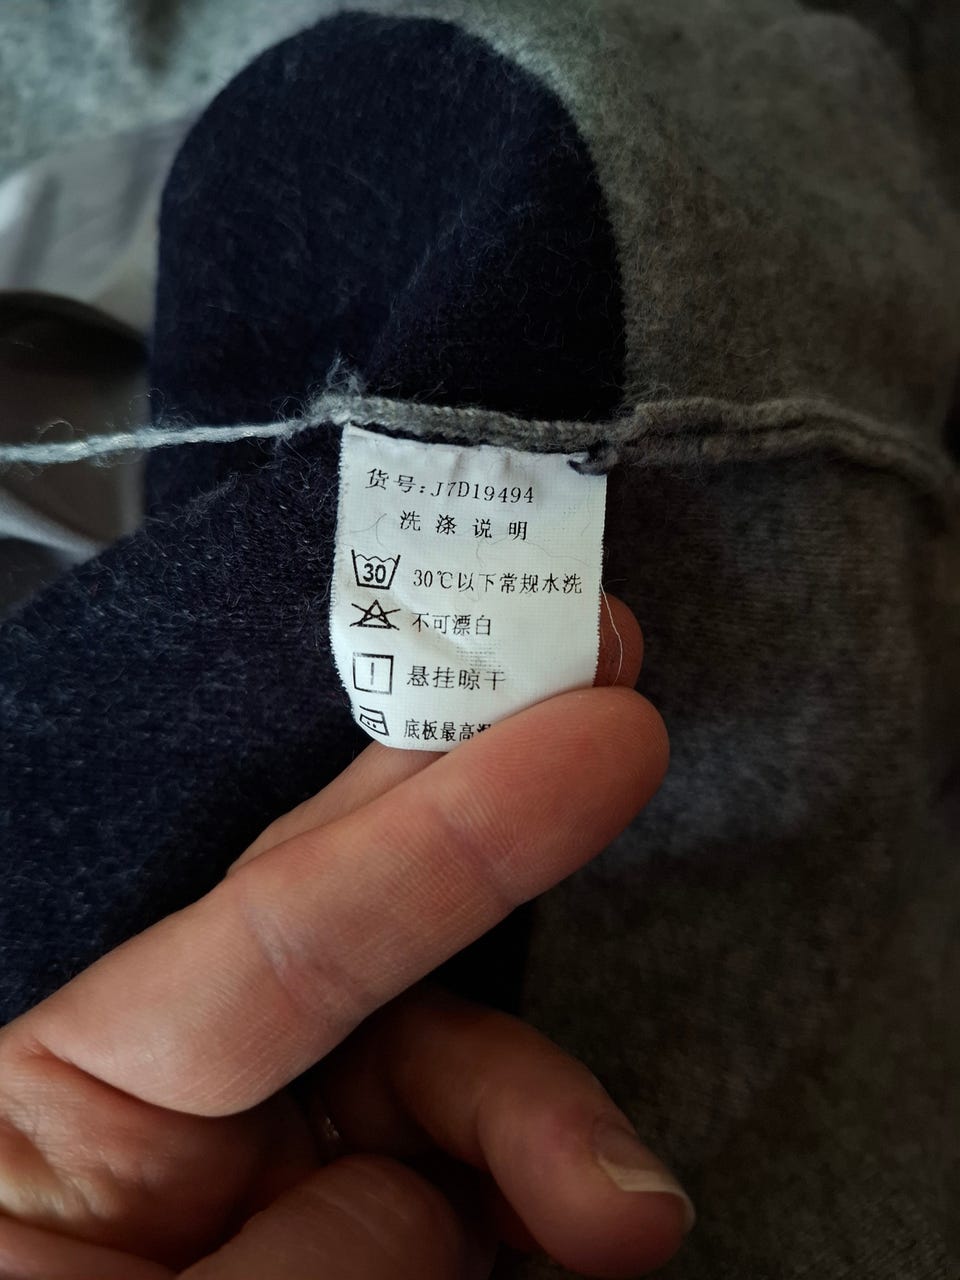 货号:J7D19494
洗涤说明
30 30℃以下常规水洗
不可漂白
悬挂晾干
底板最高